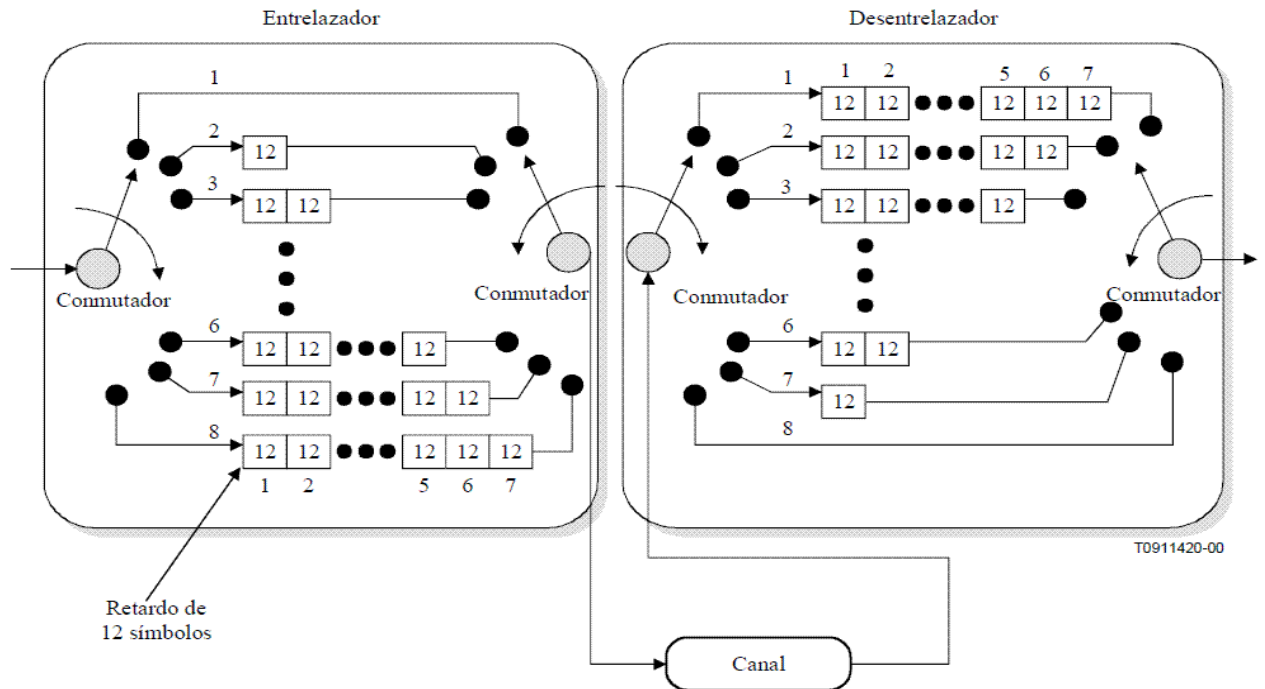 Entrelazador
1
2
12
3
12 12
Conmutador
Conmutador
6
12 12 12
7
12 12 12 12
8
12 12 12 12 12
1 2 5 6 7
Retardo de
12 símbolos
Desentrelazador
1 2 5 6 7
1
12 12 12 12 12
2
12 12 12 12
3
12 12 12
Conmutador
Conmutador
6
12 12
7
12
8
T0911420-00
Canal